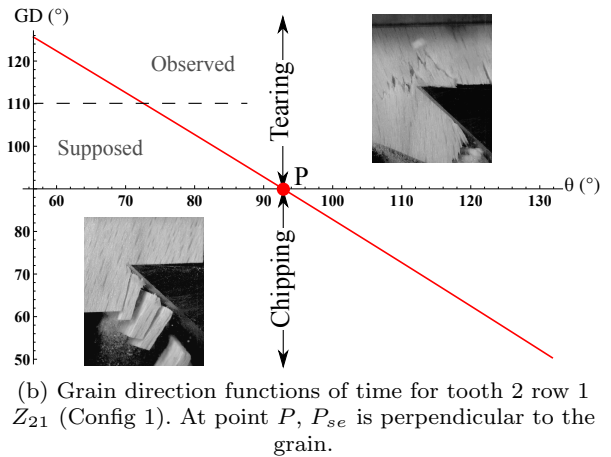 GD (°)
120
Observed
110
100
Supposed
Tearing
P
θ (°)
60
70
80
90
100
110
120
130
80
Chipping
70
60
50
(b) Grain direction functions of time for tooth 2 row 1
Z₂₁ (Config 1). At point P, Pₛₑ is perpendicular to the
grain.